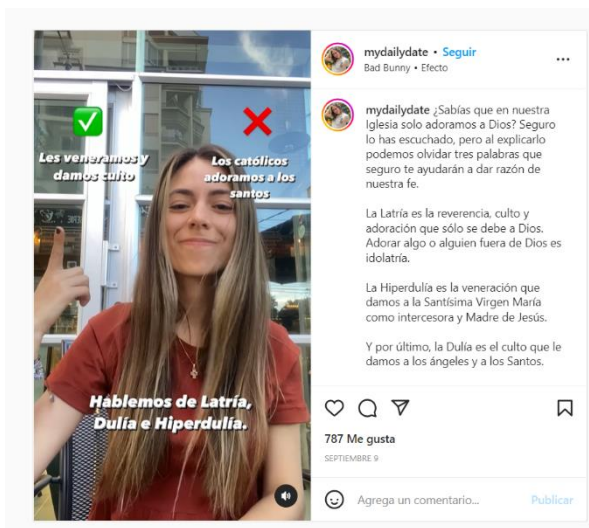 Les veneramos y
damos culto
Los católicos
adoramos a los
santos
Hablemos de Latría,
Dulía e Hiperdulía.
mydailydate • Seguir
Bad Bunny • Efecto
mydailydate ¿Sabías que en nuestra
Iglesia solo adoramos a Dios? Seguro
lo has escuchado, pero al explicarlo
podemos olvidar tres palabras que
seguro te ayudarán a dar razón de
nuestra fe.
La Latría es la reverencia, culto y
adoración que sólo se debe a Dios.
Adorar algo o alguien fuera de Dios es
idolatría.
La Hiperdulía es la veneración que
damos a la Santísima Virgen María
como intercesora y Madre de Jesús.
Y por último, la Dulía es el culto que le
damos a los ángeles y a los Santos.
787 Me gusta
SEPTIEMBRE 9
Agrega un comentario...
Publicar